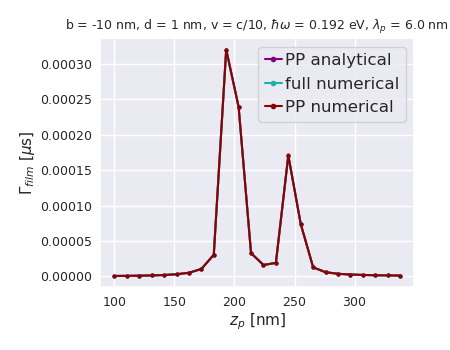 b = -10 nm, d = 1 nm, v = c/10, ℏω = 0.192 eV, λp = 6.0 nm
PP analytical
full numerical
PP numerical
0.00030
0.00025
0.00020
0.00015
0.00010
0.00005
0.00000
Γfilm [µs]
100 150 200 250 300
zp [nm]